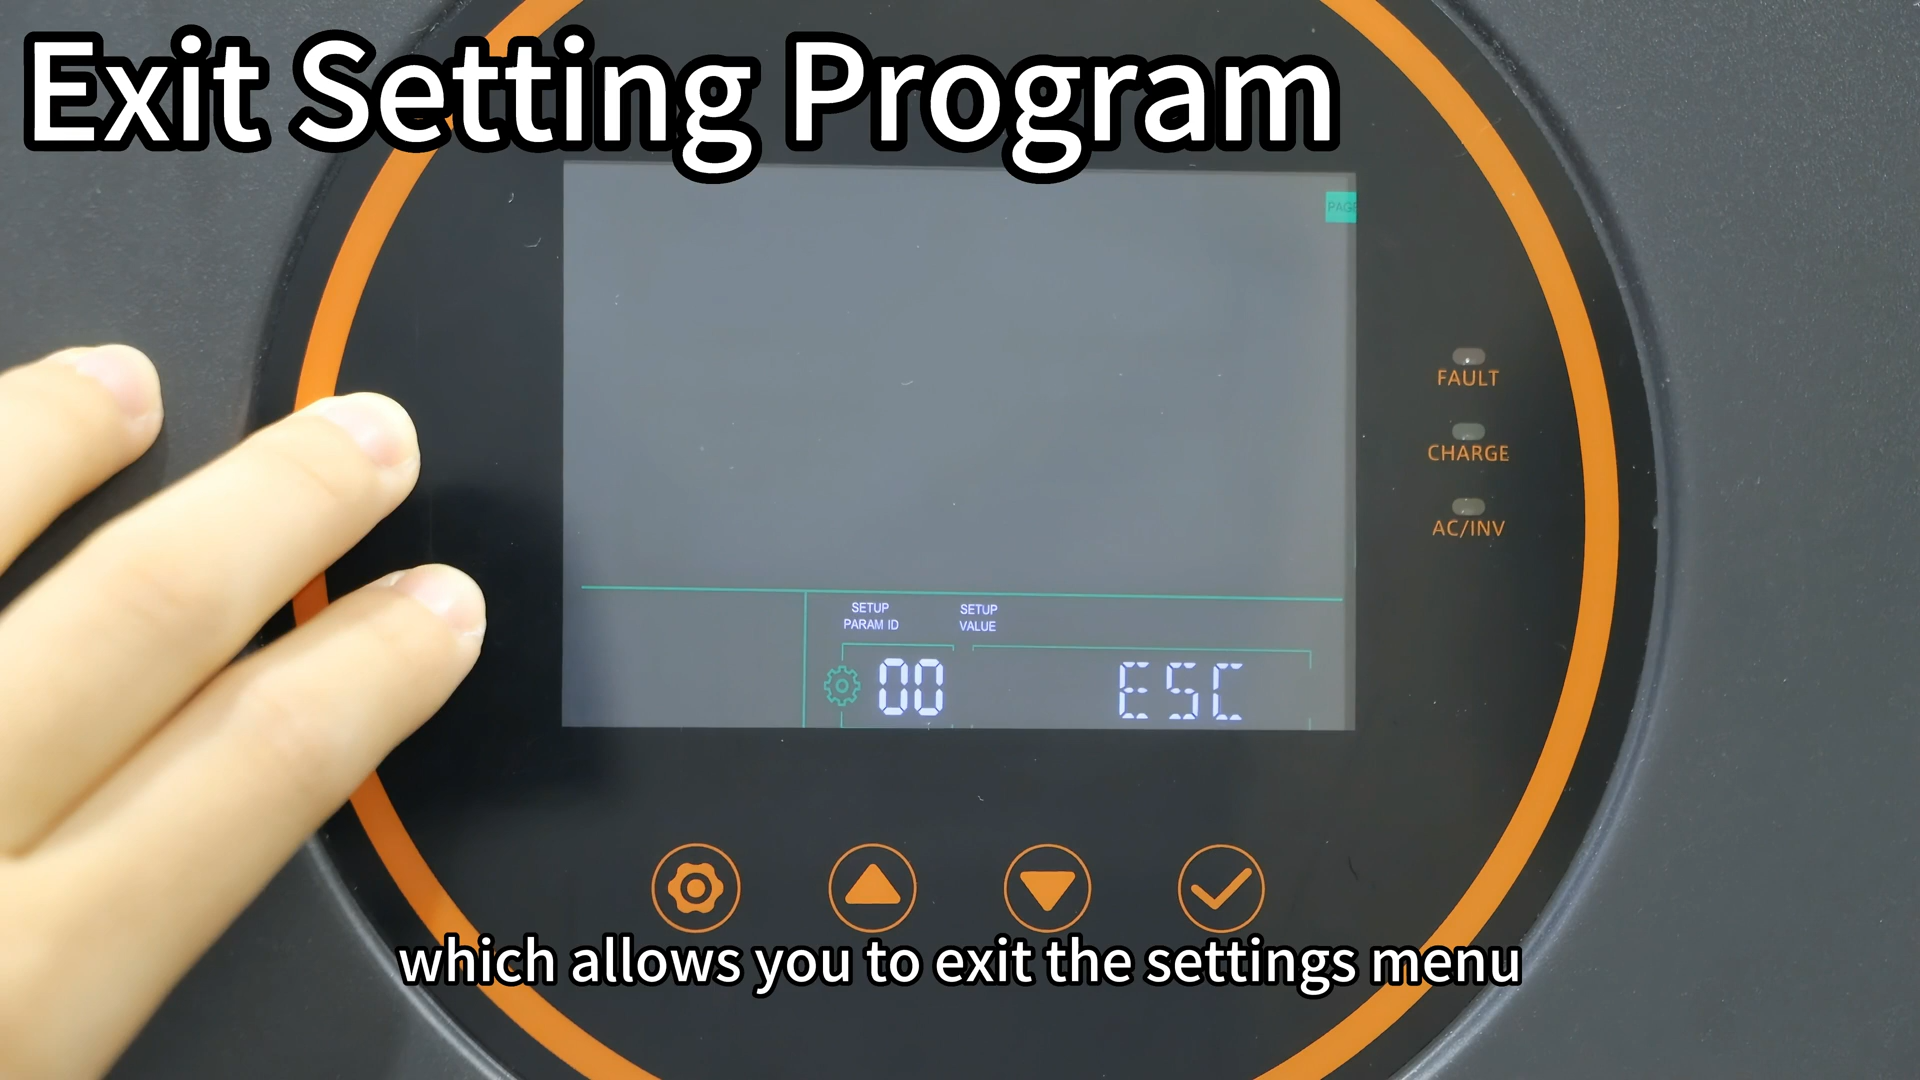 Exit Setting Program
PAGE
FAULT
CHARGE
AC/INV
SETUP
PARAM ID
SETUP
VALUE
00
ESC
which allows you to exit the settings menu